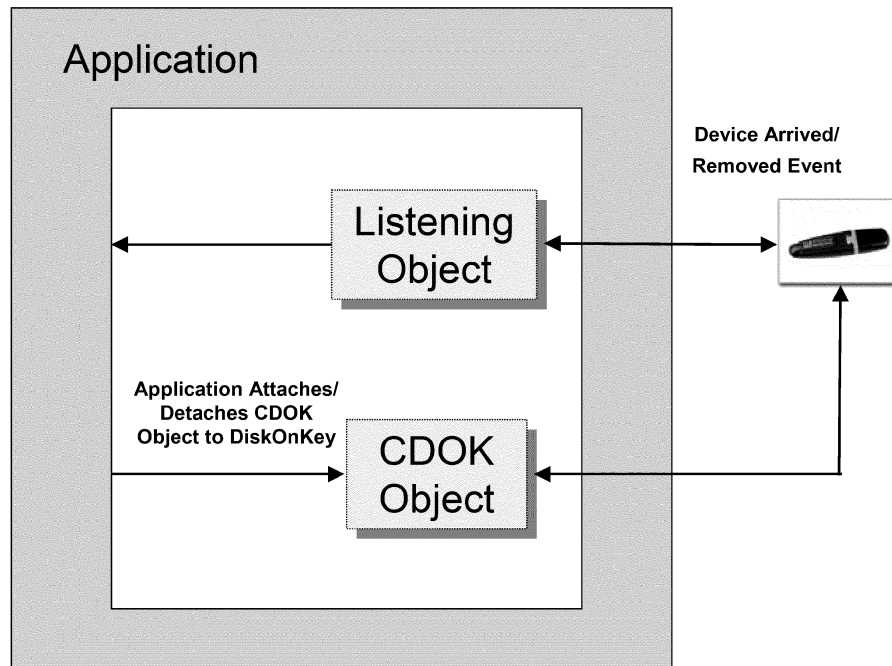 Application
Device Arrived/
Removed Event
Listening
Object
Application Attaches/
Detaches CDOK
Object to DiskOnKey
CDOK
Object